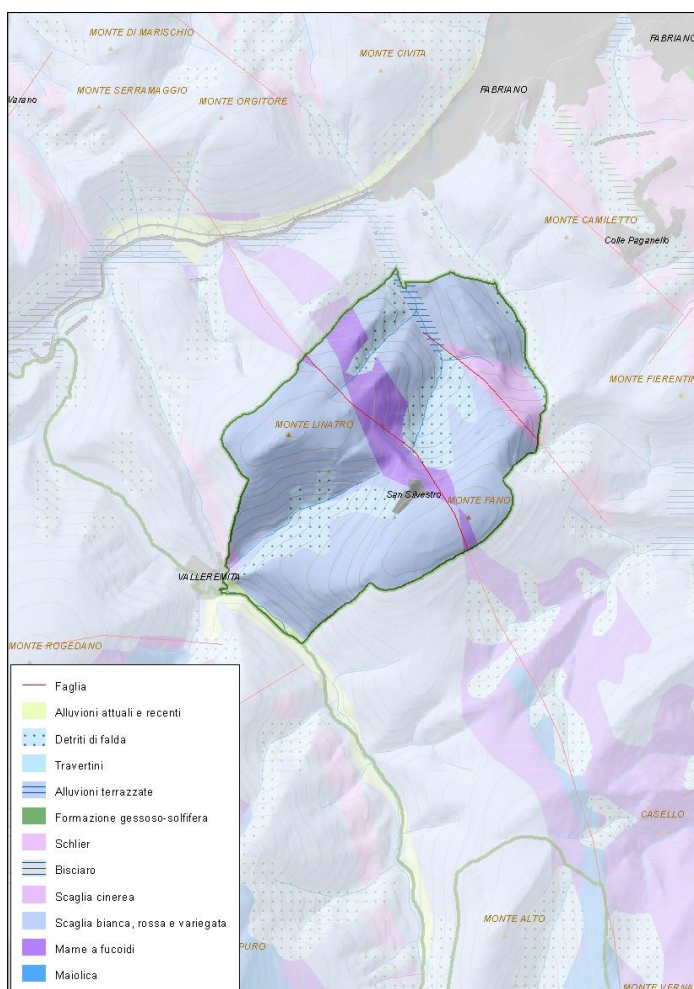 MONTE DI MARISCHIO
MONTE CIVITA
FABRIANO
Varano
MONTE SERRAMAGGIO
MONTE ORGITORE
FABRIANO
MONTE CAMILETTO
Colle Paganello
MONTE FIERENTIN
MONTE LINATRO
San Silvestro
MONTE FANO
VALLEREMITA
MONTE ROGEDANO
Faglia
Alluvioni attuali e recenti
Detriti di falda
Travertini
Alluvioni terrazzate
Formazione gessoso-solfifera
Schlier
Bisciaro
Scaglia cinerea
Scaglia bianca, rossa e variegata
Marne a fucoidi
Maiolica
CASELLO
MONTE ALTO
PURO
MONTE VERNA